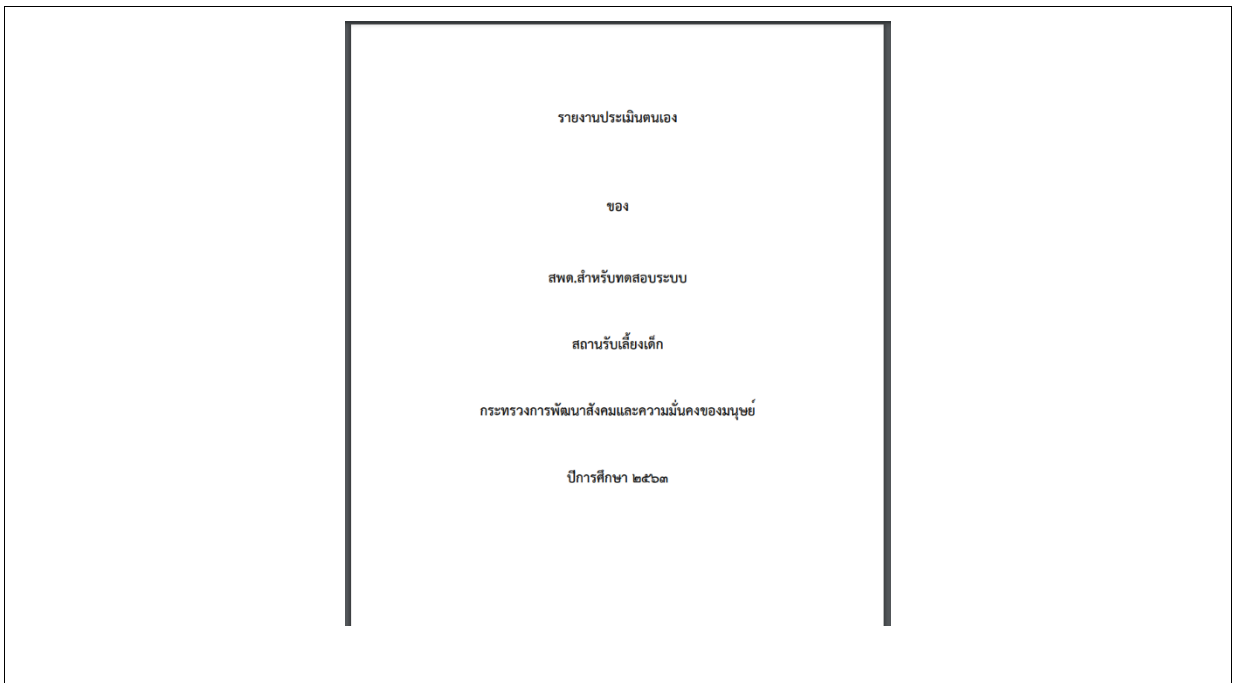 รายงานประเมินตนเอง
ของ
สพด.สำหรับทดสอบระบบ
สถานรับเลี้ยงเด็ก
กระทรวงการพัฒนาสังคมและความมั่นคงของมนุษย์
ปีการศึกษา ๒๕๖๓